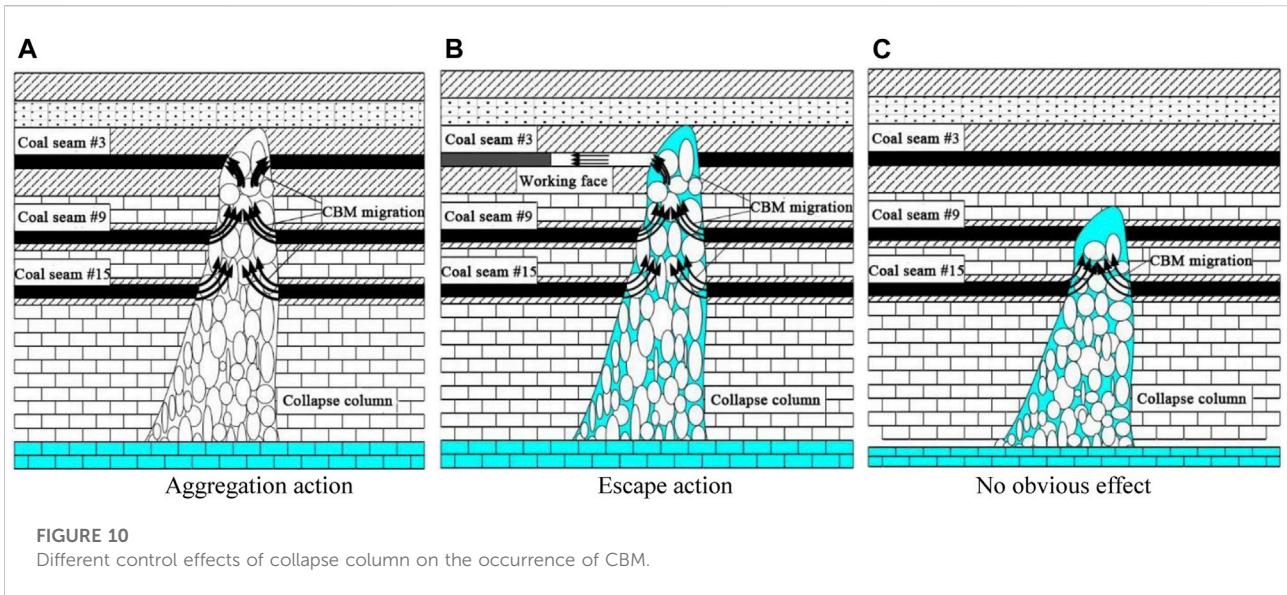 A
Coal seam #3
Coal seam #9
CBM migration
Coal seam #15
Collapse column
Aggregation action
B
Coal seam #3
Working face
Coal seam #9
CBM migration
Coal seam #15
Collapse column
Escape action
C
Coal seam #3
Coal seam #9
Coal seam #15
CBM migration
Collapse column
No obvious effect
FIGURE 10
Different control effects of collapse column on the occurrence of CBM.